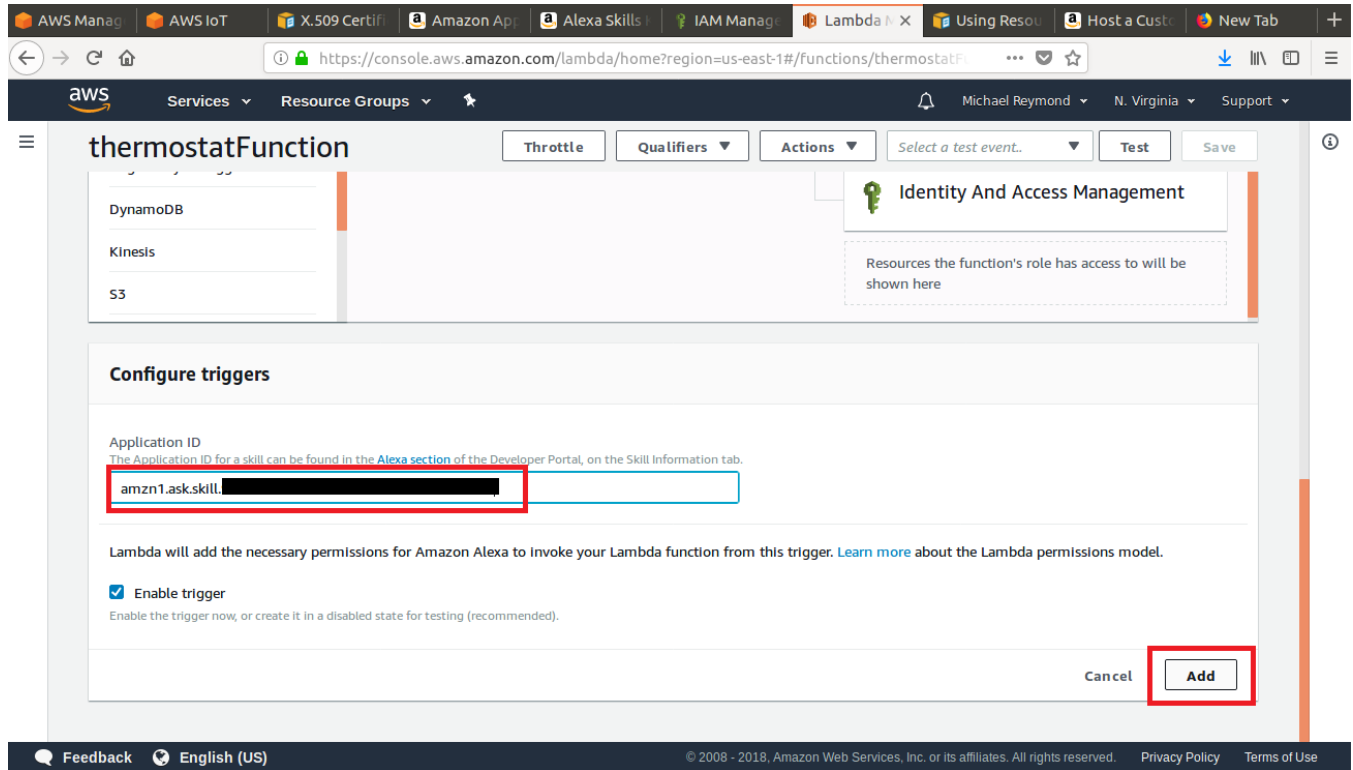 AWS Manag
AWS IoT
X.509 Certifi
Amazon App
Alexa Skills K
IAM Manage
Lambda M
Using Resou
Host a Custo
New Tab
https://console.aws.amazon.com/lambda/home?region=us-east-1#/functions/thermostatF
aws Services Resource Groups Michael Reymond N. Virginia Support
thermostatFunction Throttle Qualifiers Actions Select a test event.. Test Save
DynamoDB
Kinesis
S3
Identity And Access Management
Resources the function's role has access to will be
shown here
Configure triggers
Application ID
The Application ID for a skill can be found in the Alexa section of the Developer Portal, on the Skill Information tab.
amzn1.ask.skill.
Lambda will add the necessary permissions for Amazon Alexa to invoke your Lambda function from this trigger. Learn more about the Lambda permissions model.
Enable trigger
Enable the trigger now, or create it in a disabled state for testing (recommended).
Cancel Add
Feedback English (US) © 2008 - 2018, Amazon Web Services, Inc. or its affiliates. All rights reserved. Privacy Policy Terms of Use